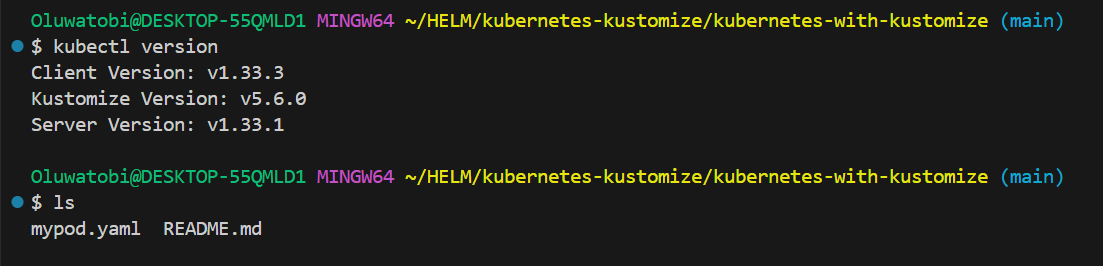 Oluwatobi@DESKTOP-55QMLD1 MINGW64 ~/HELM/kubernetes-kustomize/kubernetes-with-kustomize (main)
$ kubectl version
Client Version: v1.33.3
Kustomize Version: v5.6.0
Server Version: v1.33.1
Oluwatobi@DESKTOP-55QMLD1 MINGW64 ~/HELM/kubernetes-kustomize/kubernetes-with-kustomize (main)
$ ls
mypod.yaml  README.md